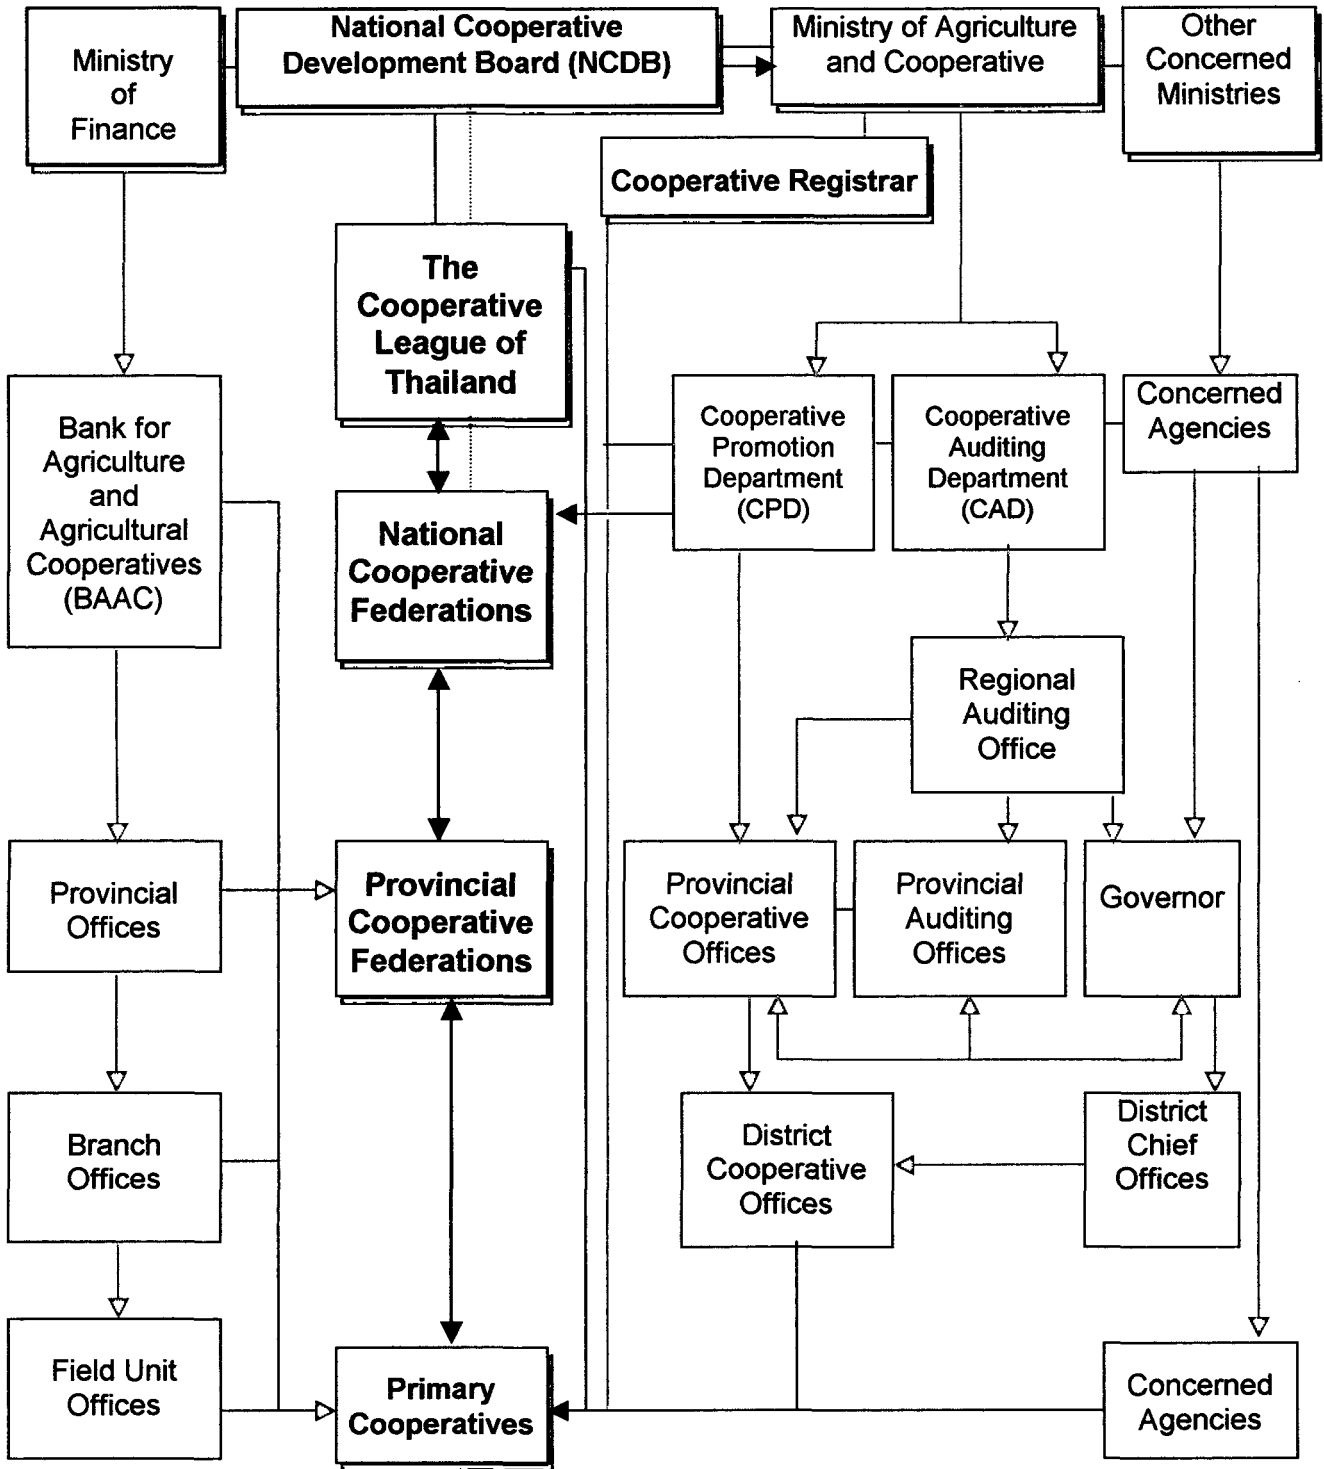 Ministry
of
Finance
National Cooperative
Development Board (NCDB)
Ministry of Agriculture
and Cooperative
Other
Concerned
Ministries
Cooperative Registrar
The
Cooperative
League of
Thailand
Bank for
Agriculture
and
Agricultural
Cooperatives
(BAAC)
National
Cooperative
Federations
Cooperative
Promotion
Department
(CPD)
Cooperative
Auditing
Department
(CAD)
Concerned
Agencies
Regional
Auditing
Office
Provincial
Offices
Provincial
Cooperative
Federations
Provincial
Cooperative
Offices
Provincial
Auditing
Offices
Governor
Branch
Offices
District
Cooperative
Offices
District
Chief
Offices
Field Unit
Offices
Primary
Cooperatives
Concerned
Agencies